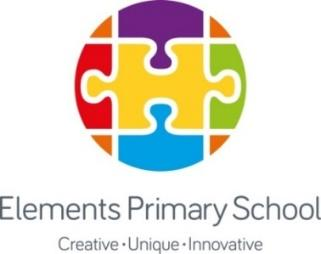 Elements Primary School
Creative · Unique · Innovative